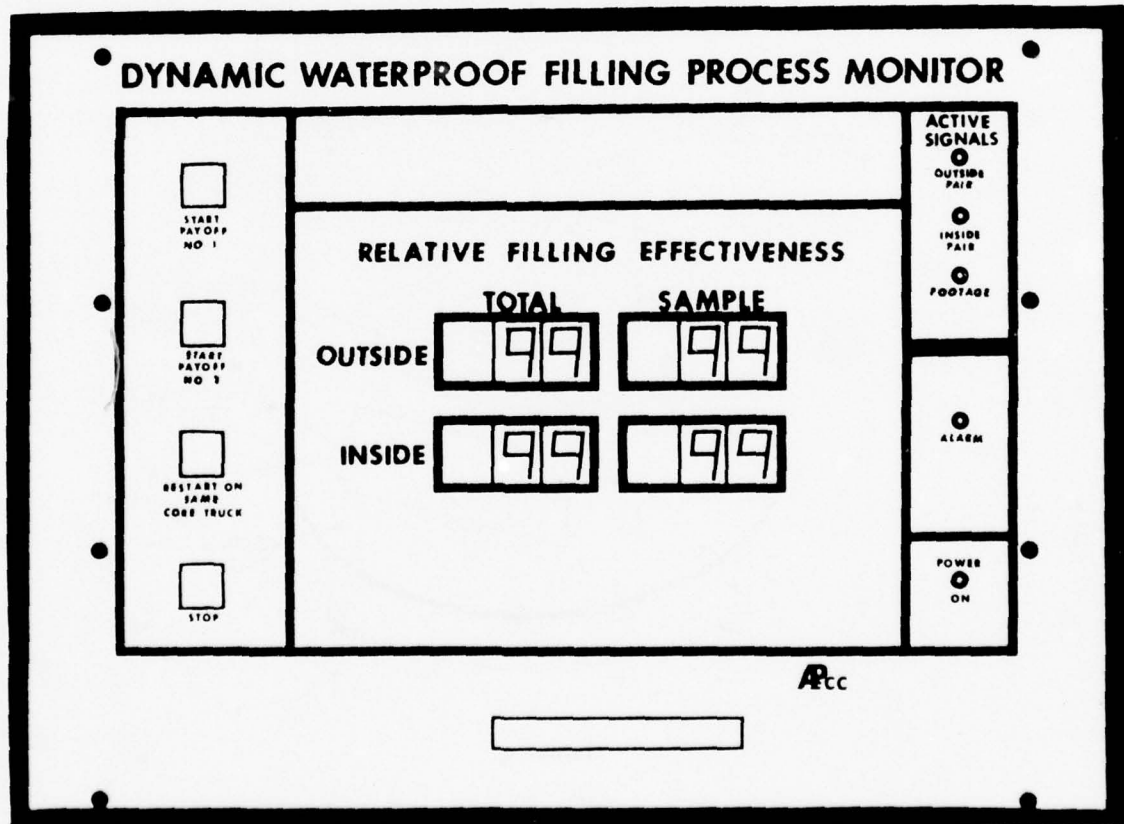 DYNAMIC WATERPROOF FILLING PROCESS MONITOR
START
PAYOFF
NO 1
START
PAYOFF
NO 2
RESTART ON
SAME
CORE TRUCK
STOP
RELATIVE FILLING EFFECTIVENESS
TOTAL SAMPLE
OUTSIDE 99 99
INSIDE 99 99
ACTIVE
SIGNALS
OUTSIDE
PAIR
INSIDE
PAIR
FOOTAGE
ALARM
POWER
ON